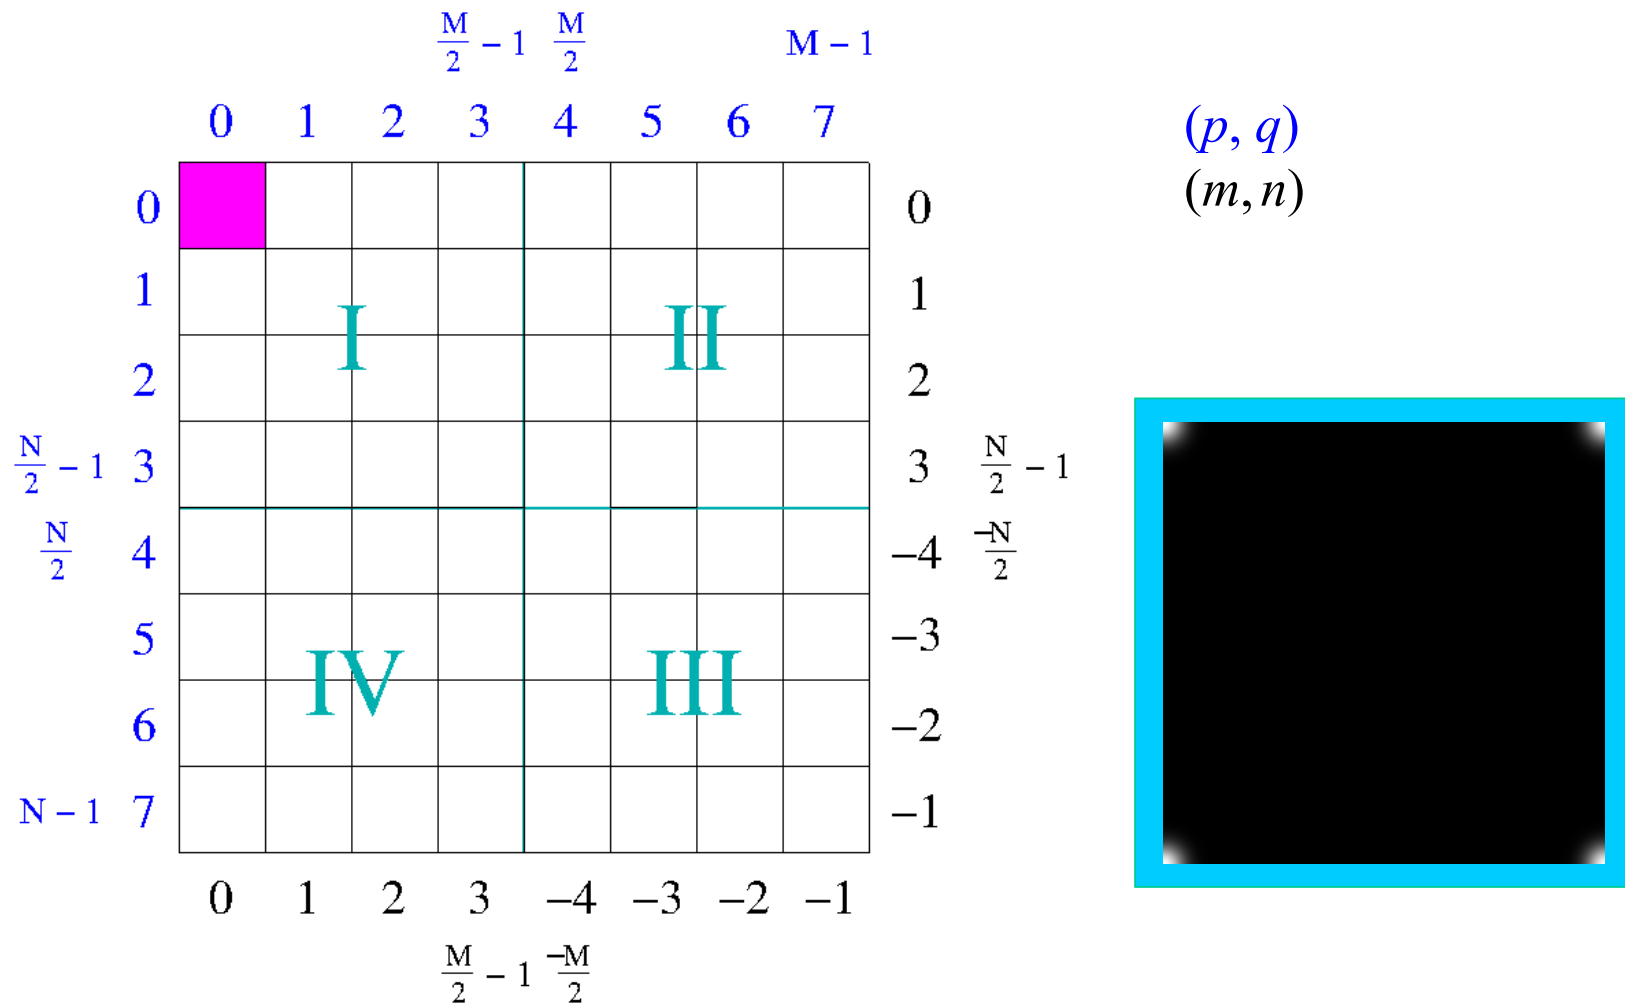 M/2 − 1 M/2 M − 1
0 1 2 3 4 5 6 7
(p, q)
(m, n)
0 0
1 1
I II
2 2
N/2 − 1 3 3 N/2 − 1
N/2 4 −4 −N/2
5 −3
IV III
6 −2
N − 1 7 −1
0 1 2 3 −4 −3 −2 −1
M/2 − 1 −M/2